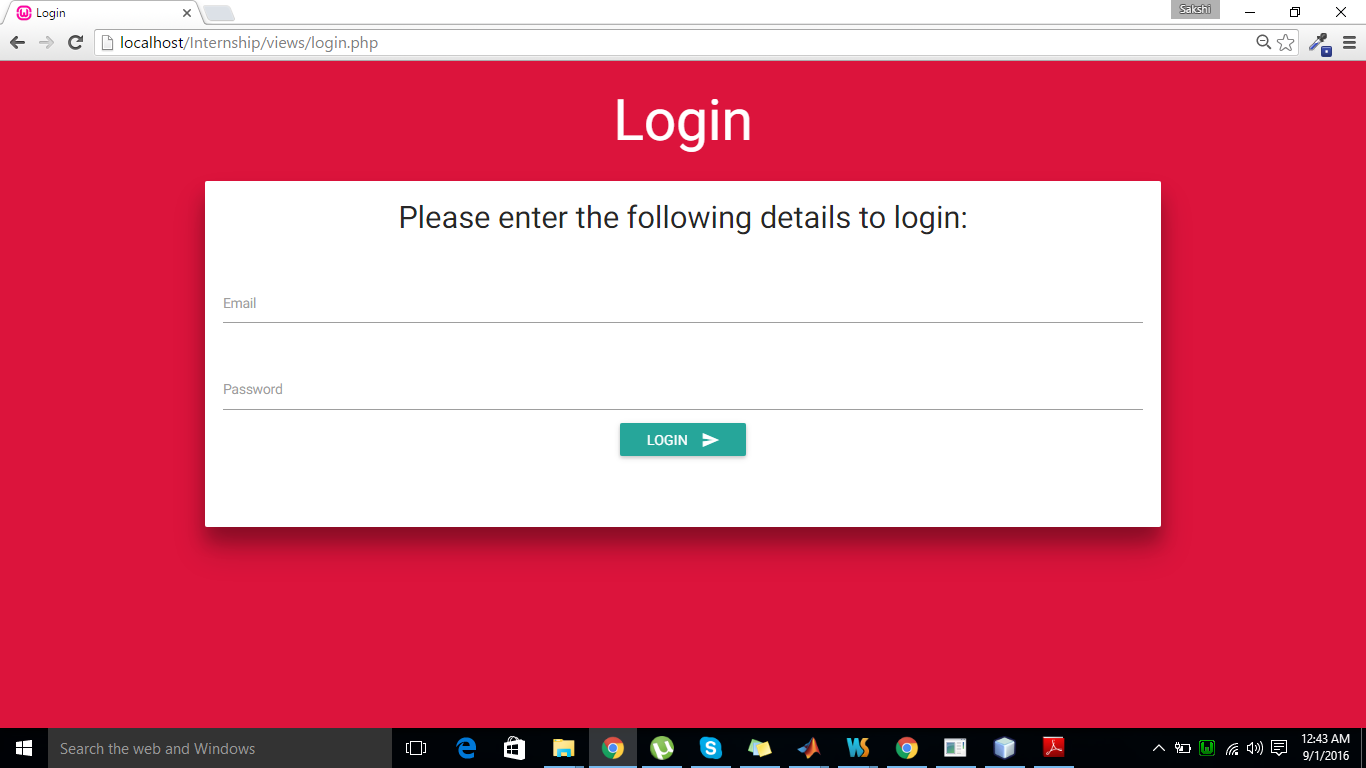 Login
Sakshi
localhost/Internship/views/login.php
Login
Please enter the following details to login:
Email
Password
LOGIN
Search the web and Windows
12:43 AM
9/1/2016